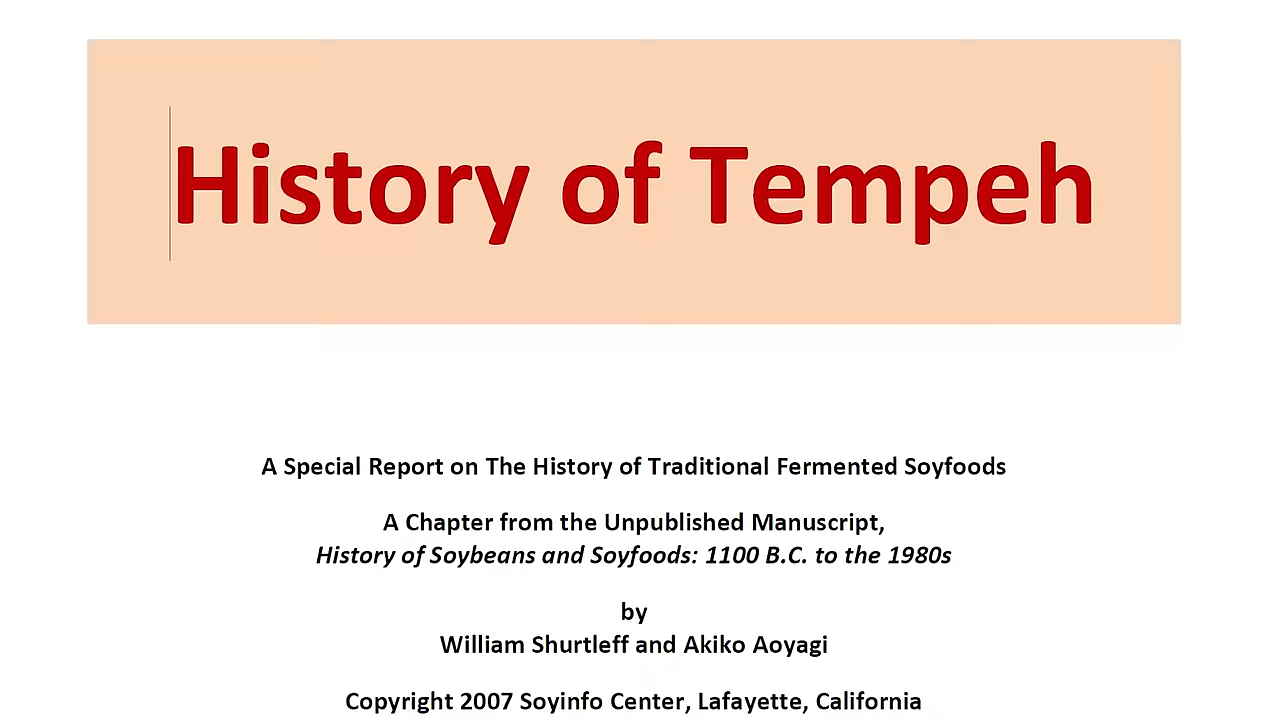 History of Tempeh
A Special Report on The History of Traditional Fermented Soyfoods
A Chapter from the Unpublished Manuscript,
History of Soybeans and Soyfoods: 1100 B.C. to the 1980s
by
William Shurtleff and Akiko Aoyagi
Copyright 2007 Soyinfo Center, Lafayette, California